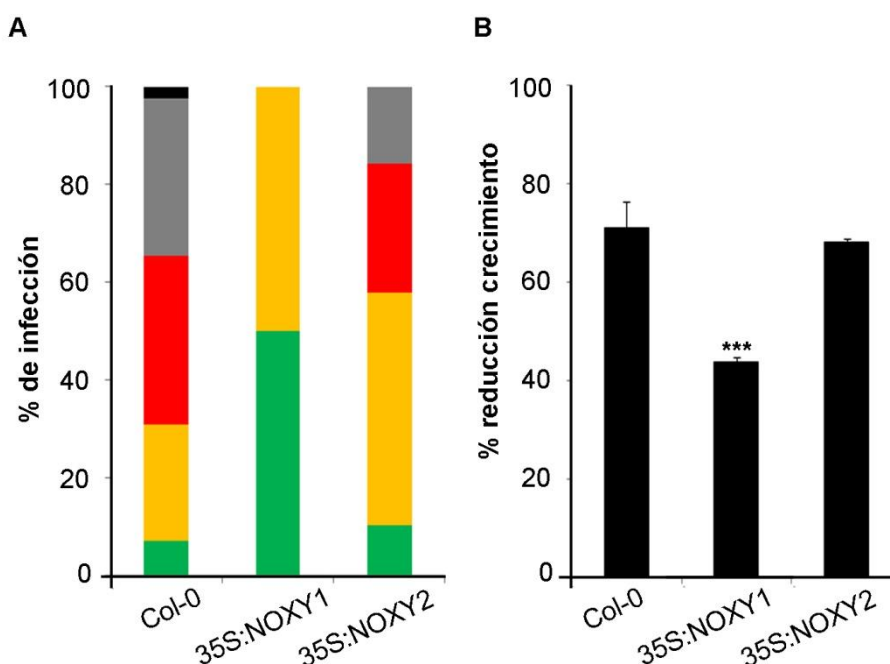 A
% de infección
100
80
60
40
20
0
Col-0
35S:NOXY1
35S:NOXY2
B
% reducción crecimiento
100
80
60
40
20
0
***
Col-0
35S:NOXY1
35S:NOXY2